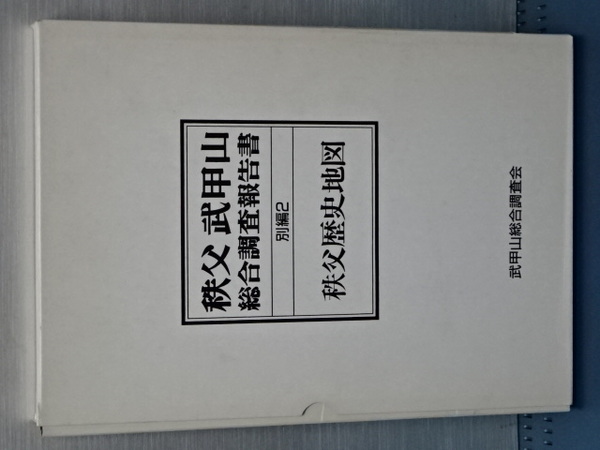 秩父 武甲山
総合調査報告書
別編2
秩父歴史地図
武甲山総合調査会